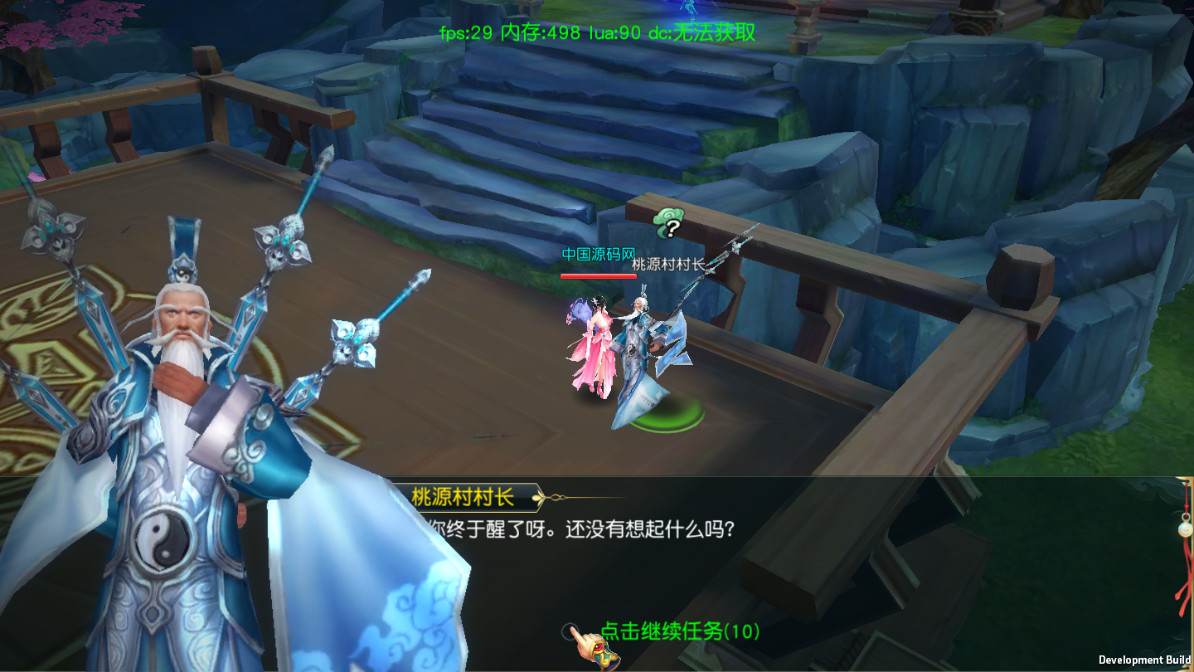 fps:29 内存:498 lua:90 dc:无法获取
中国源码网
桃源村村长
?
桃源村村长
你终于醒了呀。还没有想起什么吗?
点击继续任务(10)
Development Build